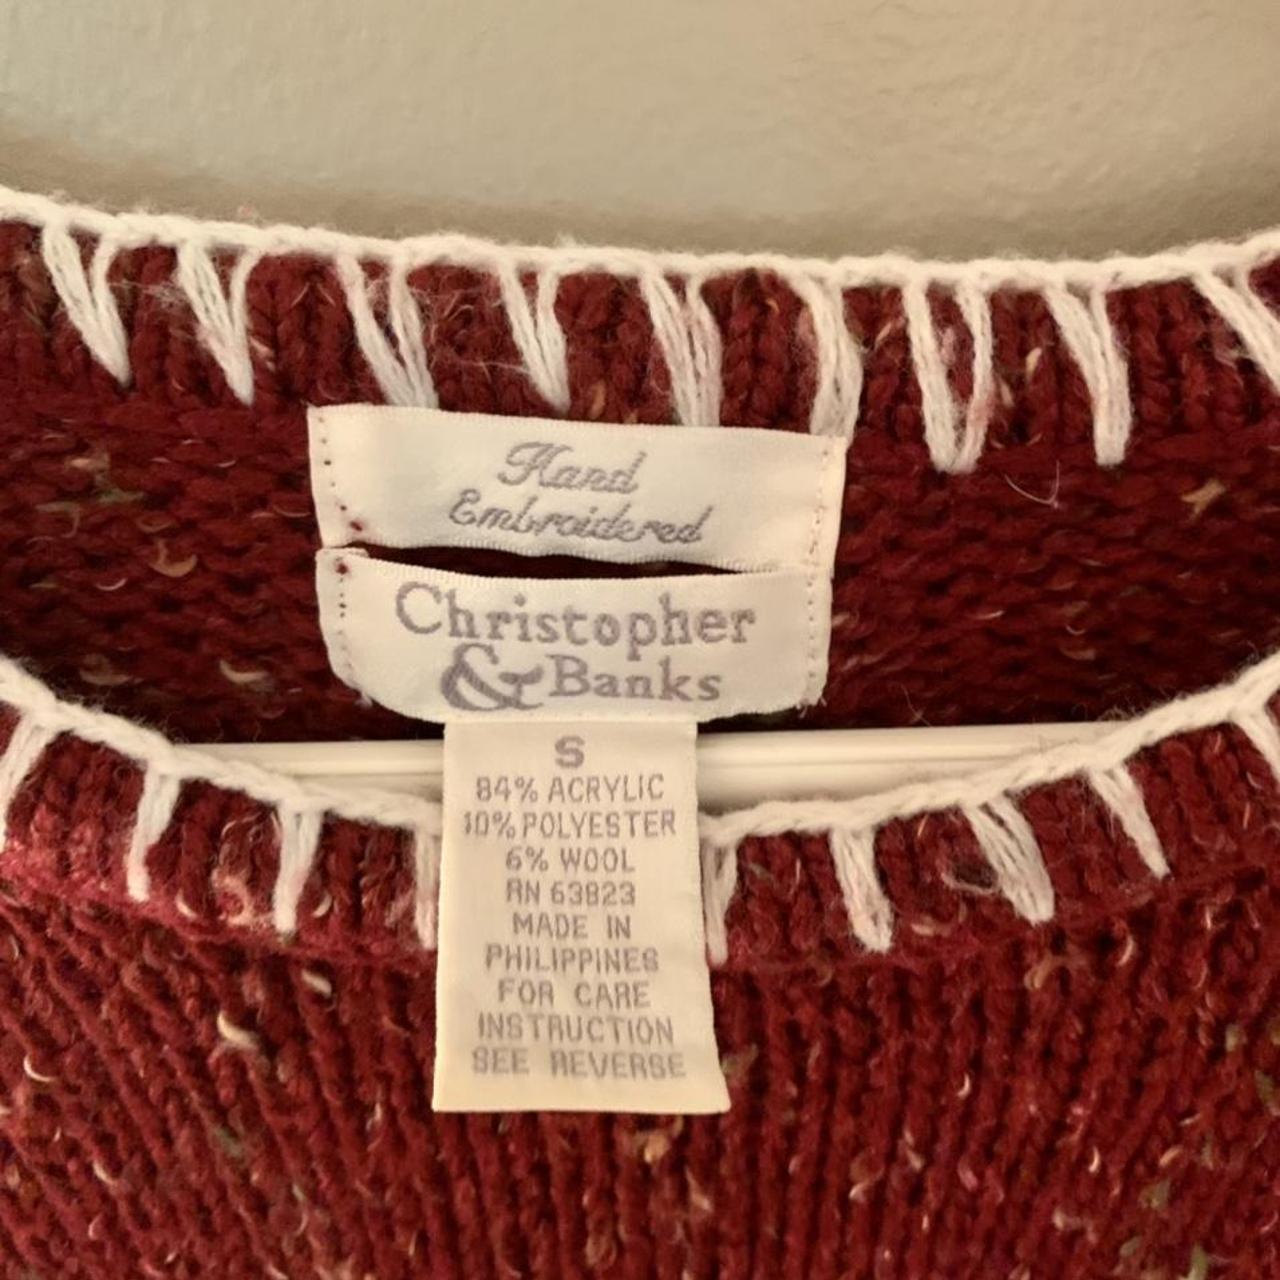 Hand
Embroidered
Christopher
& Banks
S
84% ACRYLIC
10% POLYESTER
6% WOOL
RN 63823
MADE IN
PHILIPPINES
FOR CARE
INSTRUCTION
SEE REVERSE